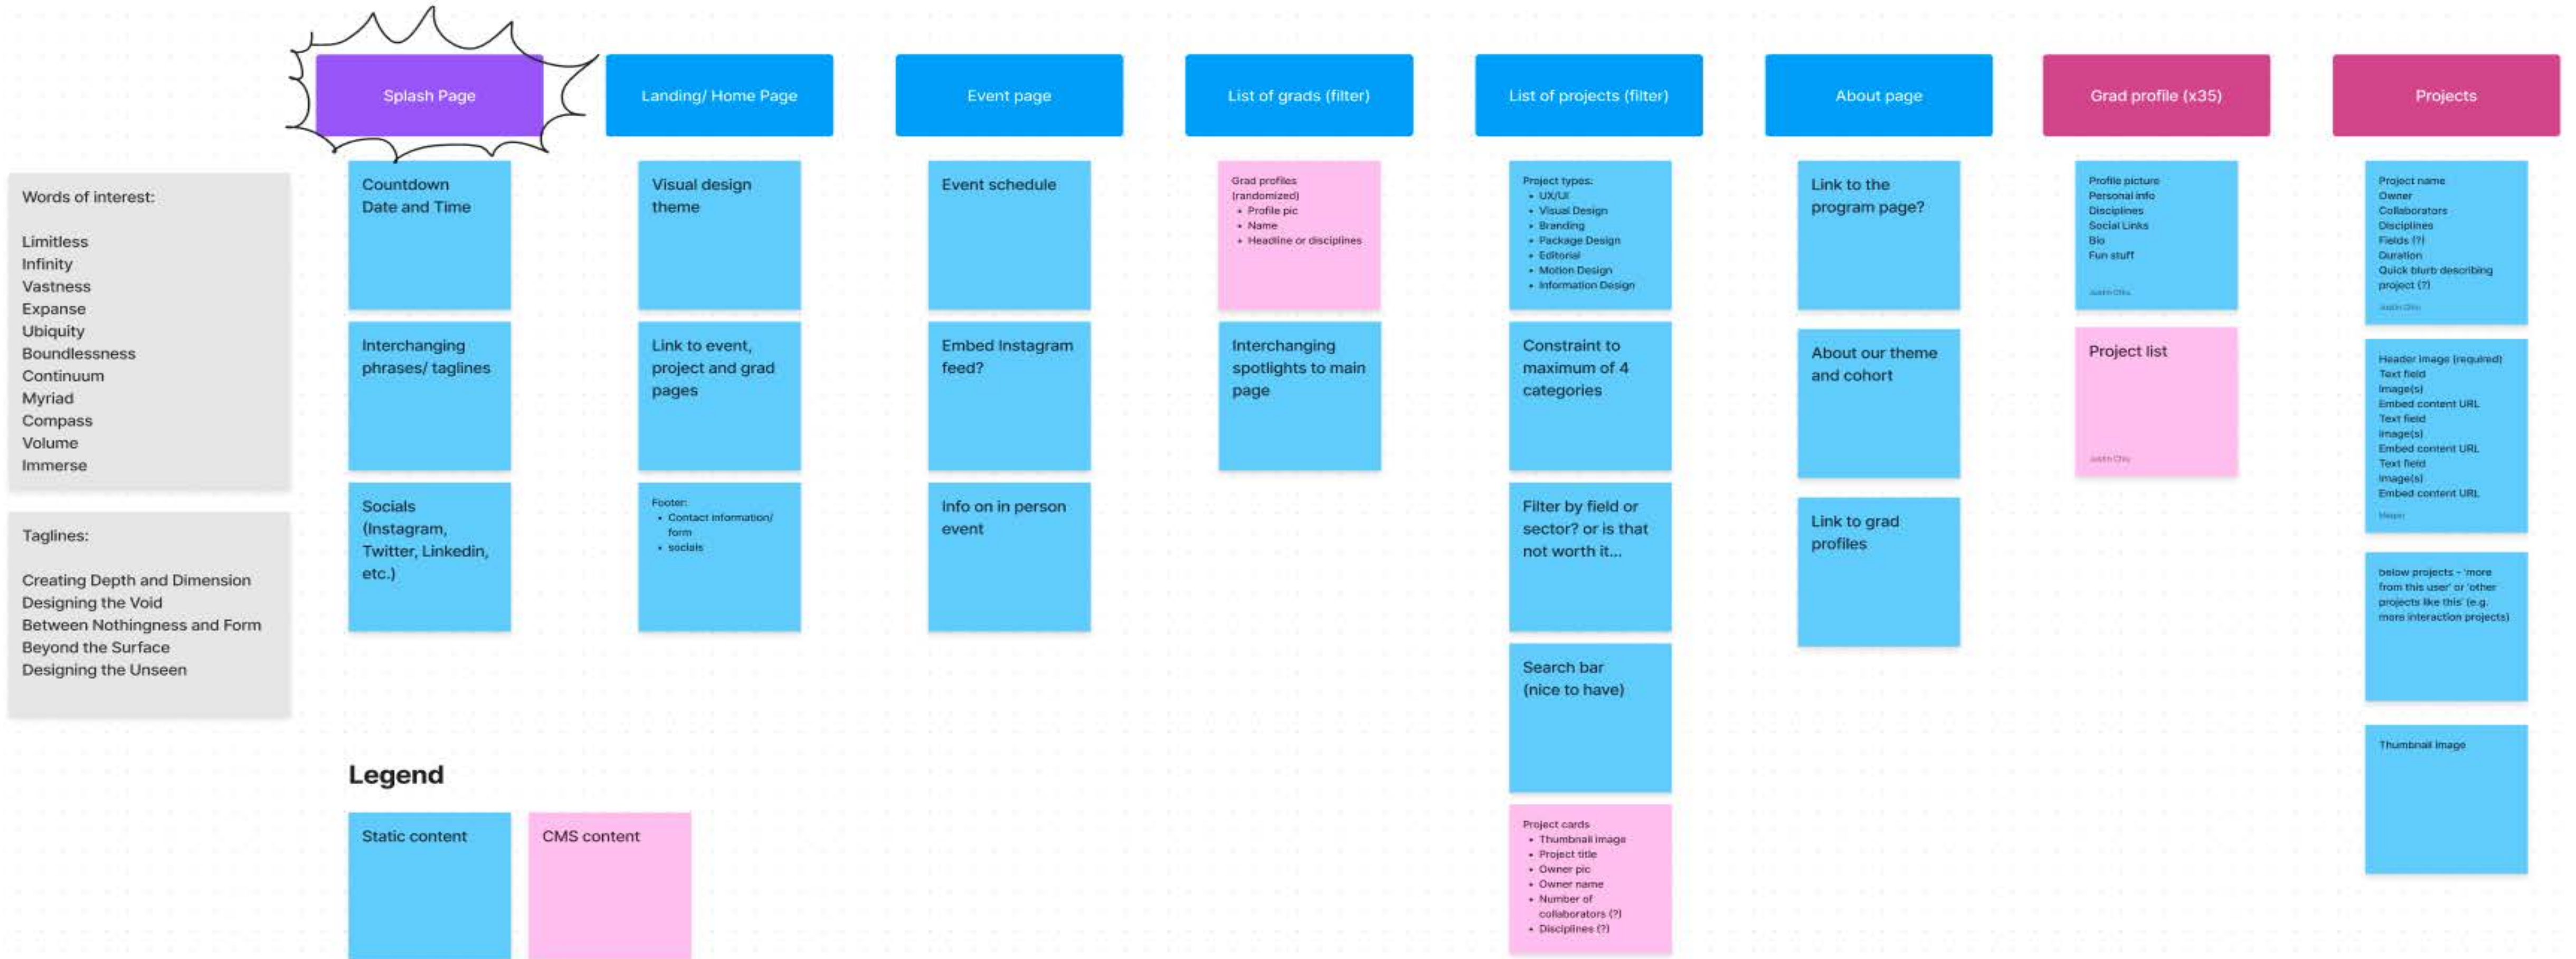 Splash Page
Landing/ Home Page
Event page
List of grads (filter)
List of projects (filter)
About page
Grad profile (x35)
Projects
Words of interest:
Limitless
Infinity
Vastness
Expanse
Ubiquity
Boundlessness
Continuum
Myriad
Compass
Volume
Immerse
Taglines:
Creating Depth and Dimension
Designing the Void
Between Nothingness and Form
Beyond the Surface
Designing the Unseen
Countdown
Date and Time
Interchanging
phrases/ taglines
Socials
(Instagram,
Twitter, Linkedin,
etc.)
Visual design
theme
Link to event,
project and grad
pages
Footer:
• Contact information/
form
• socials
Event schedule
Embed Instagram
feed?
Info on in person
event
Grad profiles
(randomized)
• Profile pic
• Name
• Headline or disciplines
Interchanging
spotlights to main
page
Project types:
• UX/UI
• Visual Design
• Branding
• Package Design
• Editorial
• Motion Design
• Information Design
Constraint to
maximum of 4
categories
Filter by field or
sector? or is that
not worth it...
Search bar
(nice to have)
Project cards
• Thumbnail image
• Project title
• Owner pic
• Owner name
• Number of
collaborators (?)
• Disciplines (?)
Link to the
program page?
About our theme
and cohort
Link to grad
profiles
Profile picture
Personal info
Disciplines
Social Links
Bio
Fun stuff
Justin Chiu
Project list
Justin Chiu
Project name
Owner
Collaborators
Disciplines
Fields (?)
Duration
Quick blurb describing
project (?)
Justin Chiu
Header image (required)
Text field
Image(s)
Embed content URL
Text field
Image(s)
Embed content URL
Text field
Image(s)
Embed content URL
below projects - 'more
from this user' or 'other
projects like this' (e.g.
more interaction projects)
Thumbnail image
Legend
Static content
CMS content